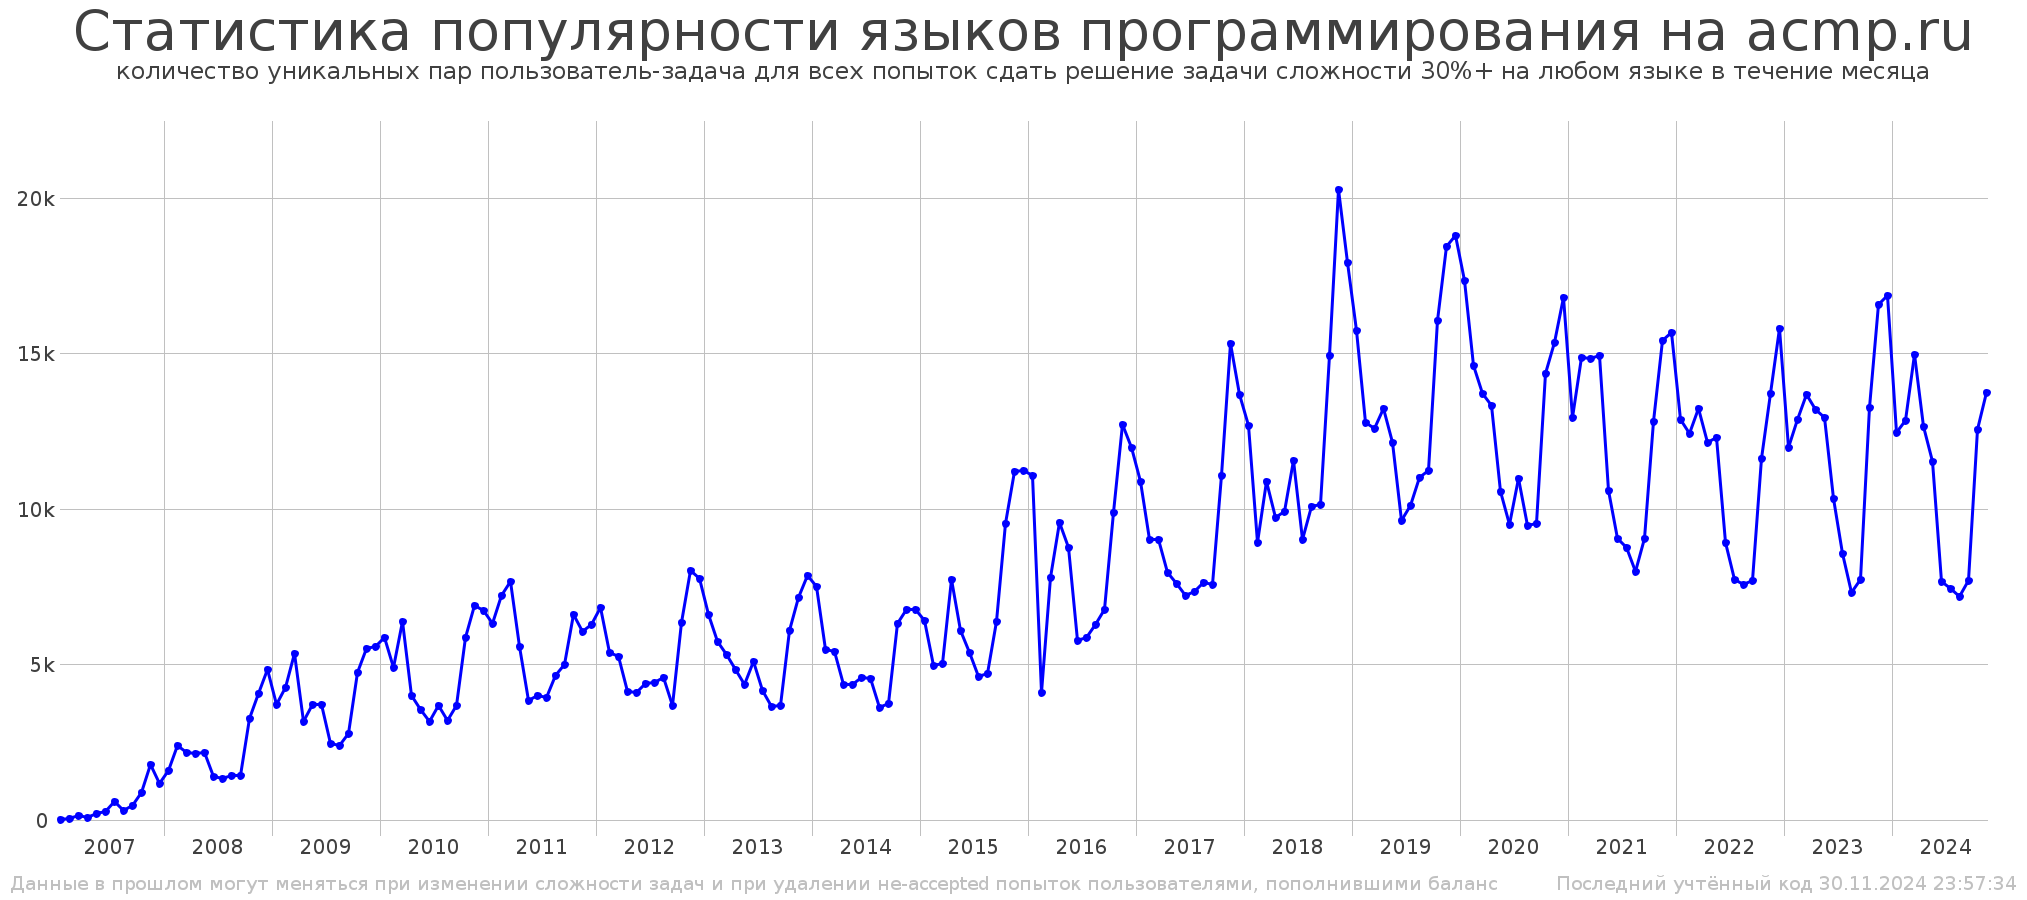 Статистика популярности языков программирования на acmp.ru
количество уникальных пар пользователь-задача для всех попыток сдать решение задачи сложности 30%+ на любом языке в течение месяца
20k
15k
10k
5k
0
2007 2008 2009 2010 2011 2012 2013 2014 2015 2016 2017 2018 2019 2020 2021 2022 2023 2024
Данные в прошлом могут меняться при изменении сложности задач и при удалении не-accepted попыток пользователями, пополнившими баланс
Последний учтённый код 30.11.2024 23:57:34